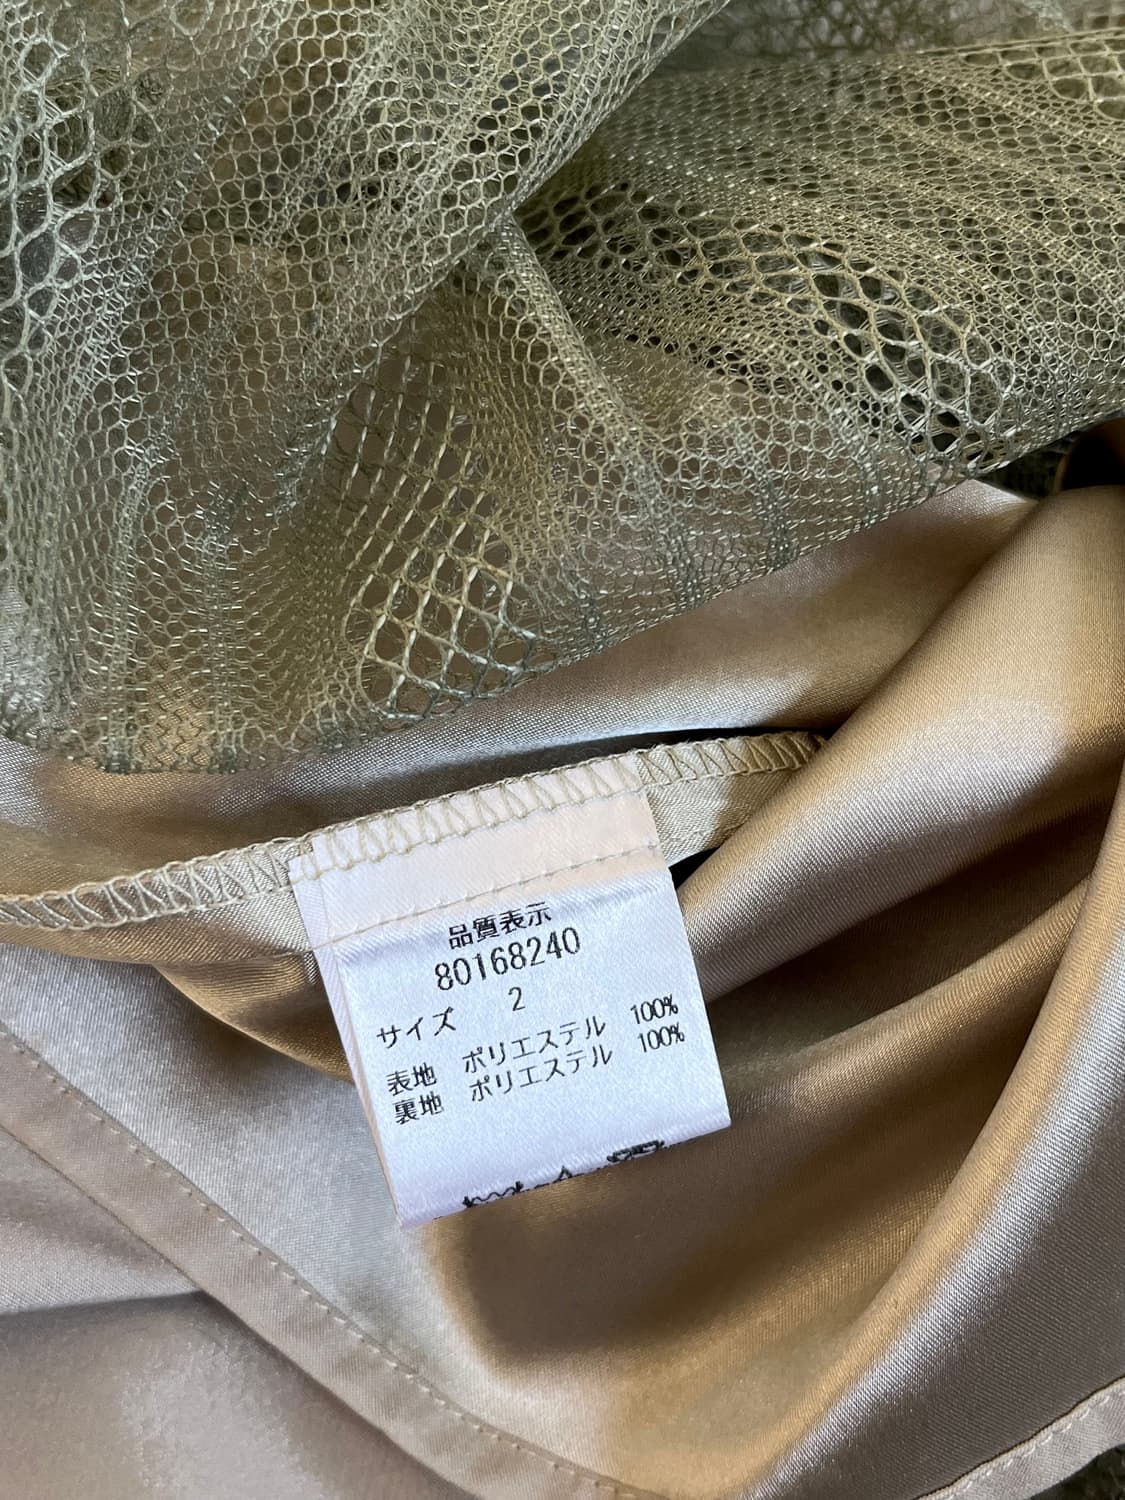 品質表示
80168240
サイズ 2
表地 ポリエステル 100%
裏地 ポリエステル 100%